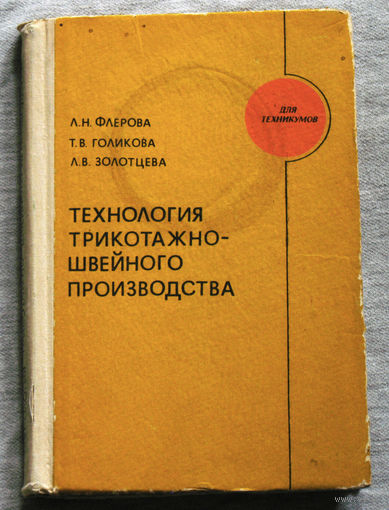 Л.Н. ФЛЕРОВА
Т.В. ГОЛИКОВА
Л.В. ЗОЛОТЦЕВА
ДЛЯ
ТЕХНИКУМОВ
ТЕХНОЛОГИЯ
ТРИКОТАЖНО-
ШВЕЙНОГО
ПРОИЗВОДСТВА